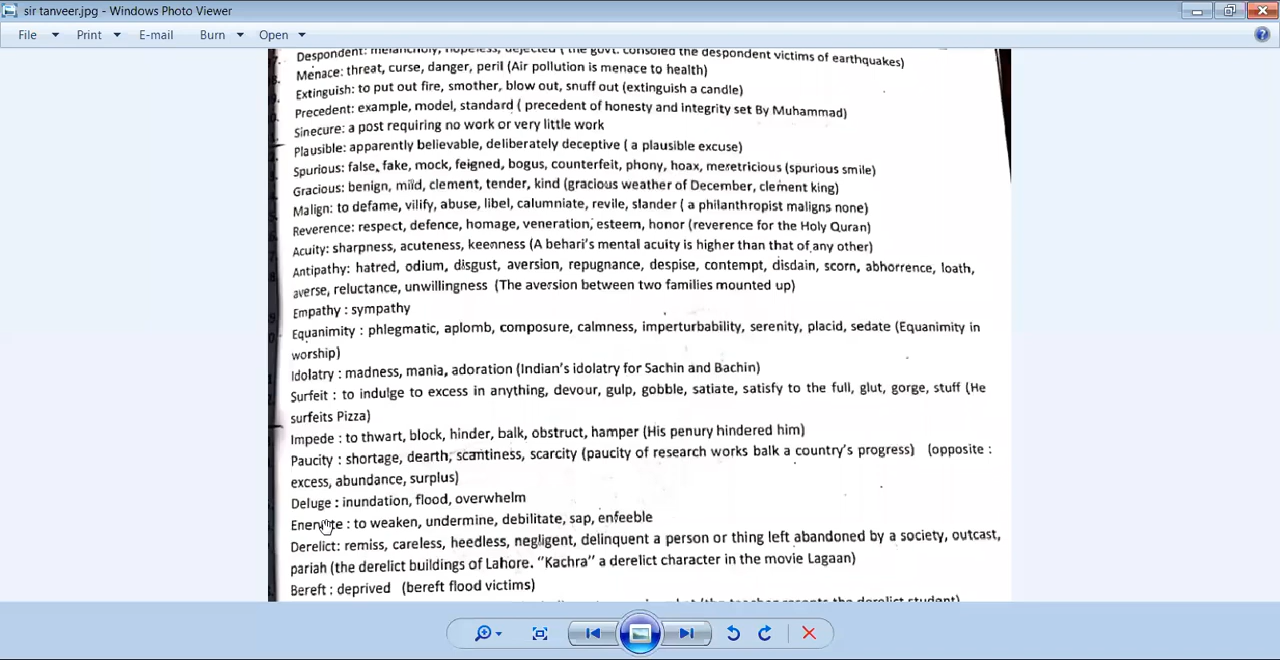 sir tanveer.jpg - Windows Photo Viewer
File Print E-mail Burn Open
Despondent: melancholy, hopeless, dejected ( the govt. consoled the despondent victims of earthquakes)
Menace: threat, curse, danger, peril (Air pollution is menace to health)
Extinguish: to put out fire, smother, blow out, snuff out (extinguish a candle)
Precedent: example, model, standard ( precedent of honesty and integrity set By Muhammad)
Sinecure: a post requiring no work or very little work
Plausible: apparently believable, deliberately deceptive ( a plausible excuse)
Spurious: false, fake, mock, feigned, bogus, counterfeit, phony, hoax, meretricious (spurious smile)
Gracious: benign, mild, clement, tender, kind (gracious weather of December, clement king)
Malign: to defame, vilify, abuse, libel, calumniate, revile, slander ( a philanthropist maligns none)
Reverence: respect, defence, homage, veneration, esteem, honor (reverence for the Holy Quran)
Acuity: sharpness, acuteness, keenness (A behari's mental acuity is higher than that of any other)
Antipathy: hatred, odium, disgust, aversion, repugnance, despise, contempt, disdain, scorn, abhorrence, loath,
averse, reluctance, unwillingness (The aversion between two families mounted up)
Empathy : sympathy
Equanimity : phlegmatic, aplomb, composure, calmness, imperturbability, serenity, placid, sedate (Equanimity in
worship)
Idolatry : madness, mania, adoration (Indian's idolatry for Sachin and Bachin)
Surfeit : to indulge to excess in anything, devour, gulp, gobble, satiate, satisfy to the full, glut, gorge, stuff (He
surfeits Pizza)
Impede : to thwart, block, hinder, balk, obstruct, hamper (His penury hindered him)
Paucity : shortage, dearth, scantiness, scarcity (paucity of research works balk a country's progress) (opposite :
excess, abundance, surplus)
Deluge : inundation, flood, overwhelm
Enervate : to weaken, undermine, debilitate, sap, enfeeble
Derelict: remiss, careless, heedless, negligent, delinquent a person or thing left abandoned by a society, outcast,
pariah (the derelict buildings of Lahore. "Kachra" a derelict character in the movie Lagaan)
Bereft : deprived (bereft flood victims)
the derelict student)